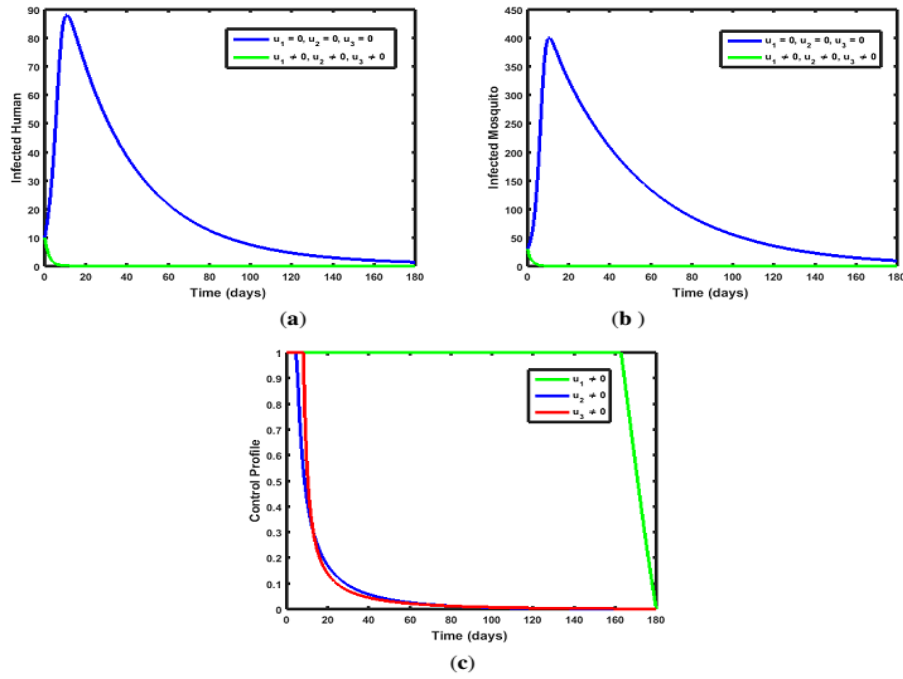 Infected Human
90
80
70
60
50
40
30
20
10
0
0 20 40 60 80 100 120 140 160 180
Time (days)
u1 = 0, u2 = 0, u3 = 0
u1 ≠ 0, u2 ≠ 0, u3 ≠ 0
(a)
Infected Mosquito
450
400
350
300
250
200
150
100
50
0
0 20 40 60 80 100 120 140 160 180
Time (days)
u1 = 0, u2 = 0, u3 = 0
u1 ≠ 0, u2 ≠ 0, u3 ≠ 0
(b )
Control Profile
1
0.9
0.8
0.7
0.6
0.5
0.4
0.3
0.2
0.1
0
0 20 40 60 80 100 120 140 160 180
Time (days)
u1 ≠ 0
u2 ≠ 0
u3 ≠ 0
(c)